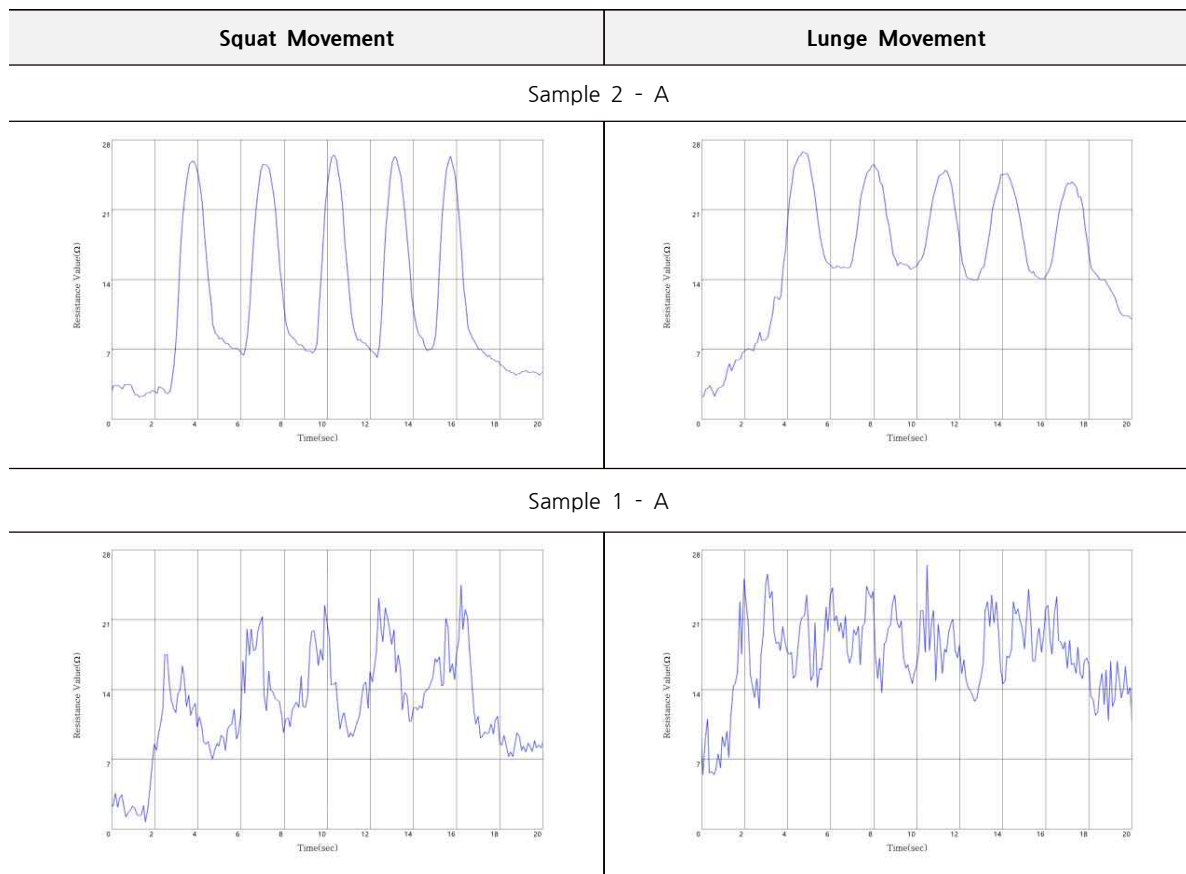 Squat Movement
Lunge Movement
Sample 2 - A
28
21
14
7
0 2 4 6 8 10 12 14 16 18 20
Resistance Value(Ω)
Time(sec)
28
21
14
7
0 2 4 6 8 10 12 14 16 18 20
Resistance Value(Ω)
Time(sec)
Sample 1 - A
28
21
14
7
0 2 4 6 8 10 12 14 16 18 20
Resistance Value(Ω)
Time(sec)
28
21
14
7
0 2 4 6 8 10 12 14 16 18 20
Resistance Value(Ω)
Time(sec)